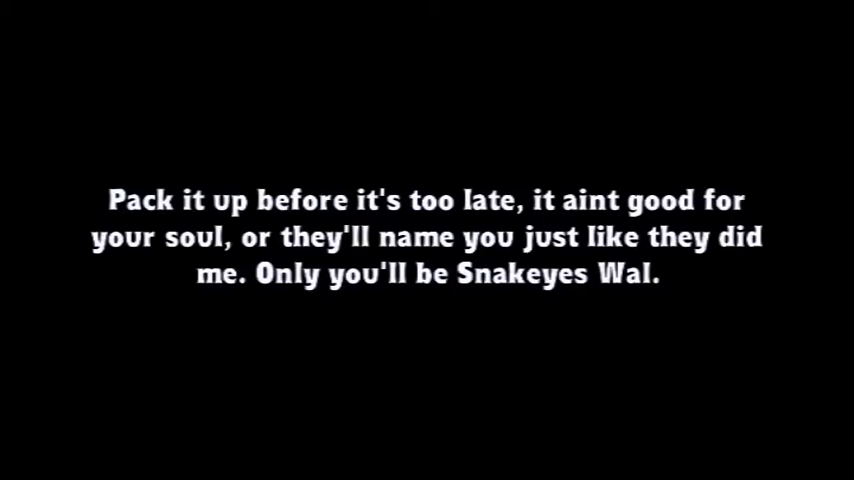 Pack it up before it's too late, it aint good for
your soul, or they'll name you just like they did
me. Only you'll be Snakeyes Wal.